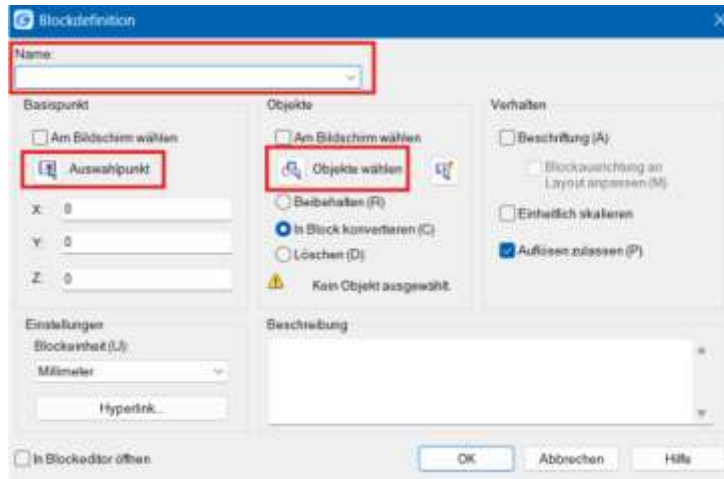 Blockdefinition
Name:
Basispunkt
Am Bildschirm wählen
Auswahlpunkt
X: 0
Y: 0
Z: 0
Objekte
Am Bildschirm wählen
Objekte wählen
Beibehalten (R)
In Block konvertieren (C)
Löschen (D)
Kein Objekt ausgewählt.
Verhalten
Beschriftung (A)
Blockausrichtung an
Layout anpassen (M)
Einheitlich skalieren
Auflösen zulassen (P)
Einstellungen
Blockeinheit (U):
Millimeter
Hyperlink...
Beschreibung
In Blockeditor öffnen
OK
Abbrechen
Hilfe